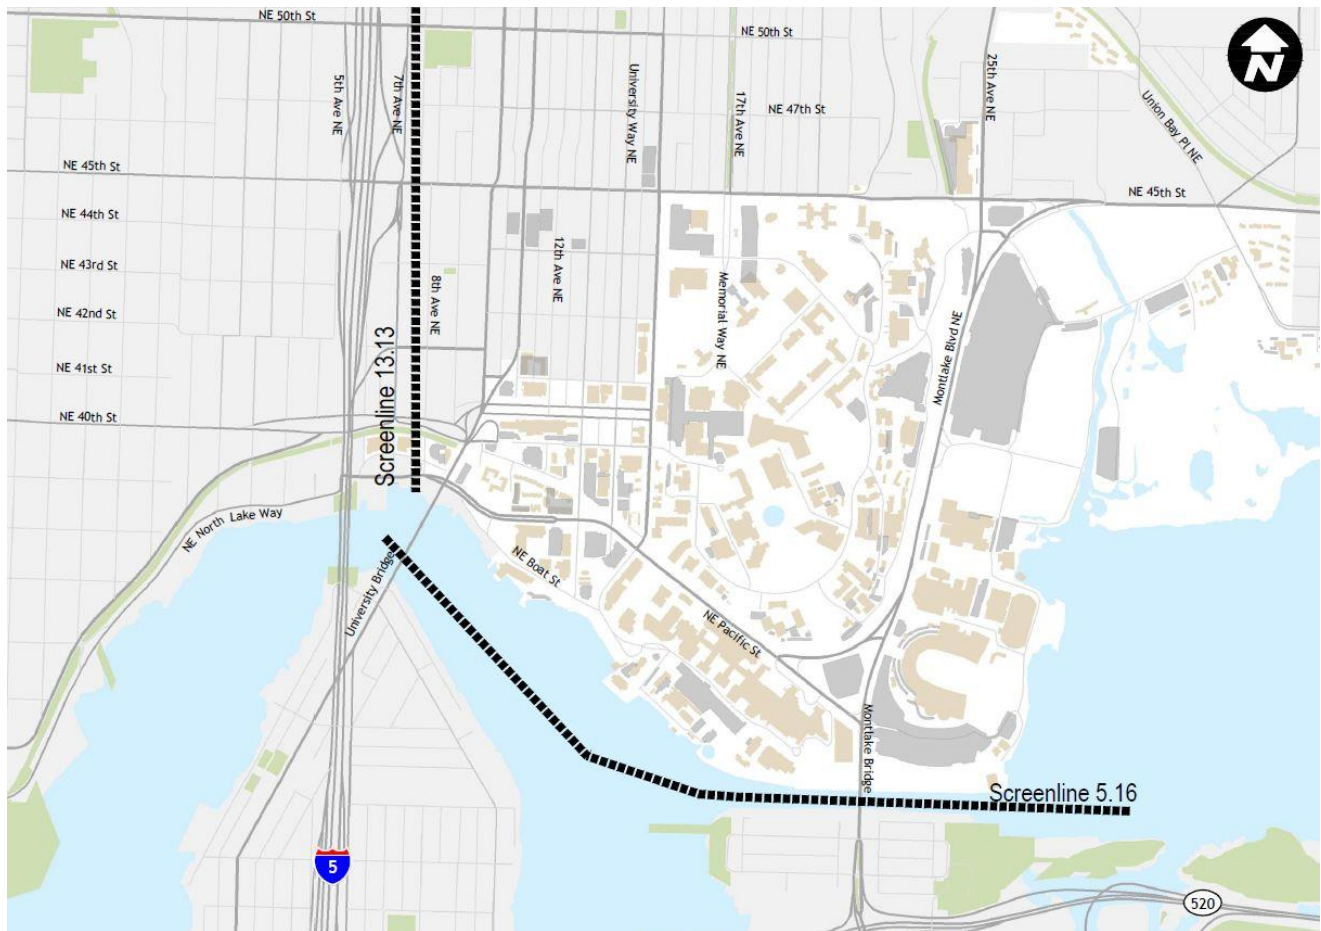 NE 50th St
NE 50th St
N
5th Ave NE
7th Ave NE
University Way NE
17th Ave NE
25th Ave NE
NE 47th St
Union Bay Pl NE
NE 45th St
NE 45th St
NE 44th St
NE 43rd St
8th Ave NE
12th Ave NE
Memorial Way NE
NE 42nd St
Montlake Blvd NE
NE 41st St
Screenline 13.13
NE 40th St
NE North Lake Way
NE Boat St
University Bridge
NE Pacific St
Montlake Bridge
Screenline 5.16
5
520